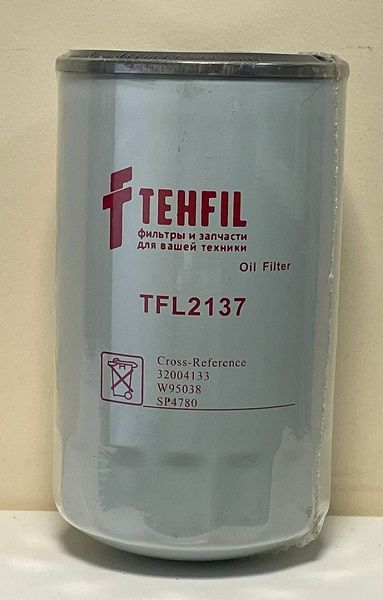 TEHFIL
фильтры и запчасти
для вашей техники
Oil Filter
TFL2137
Cross-Reference
32004133
W95038
SP4780